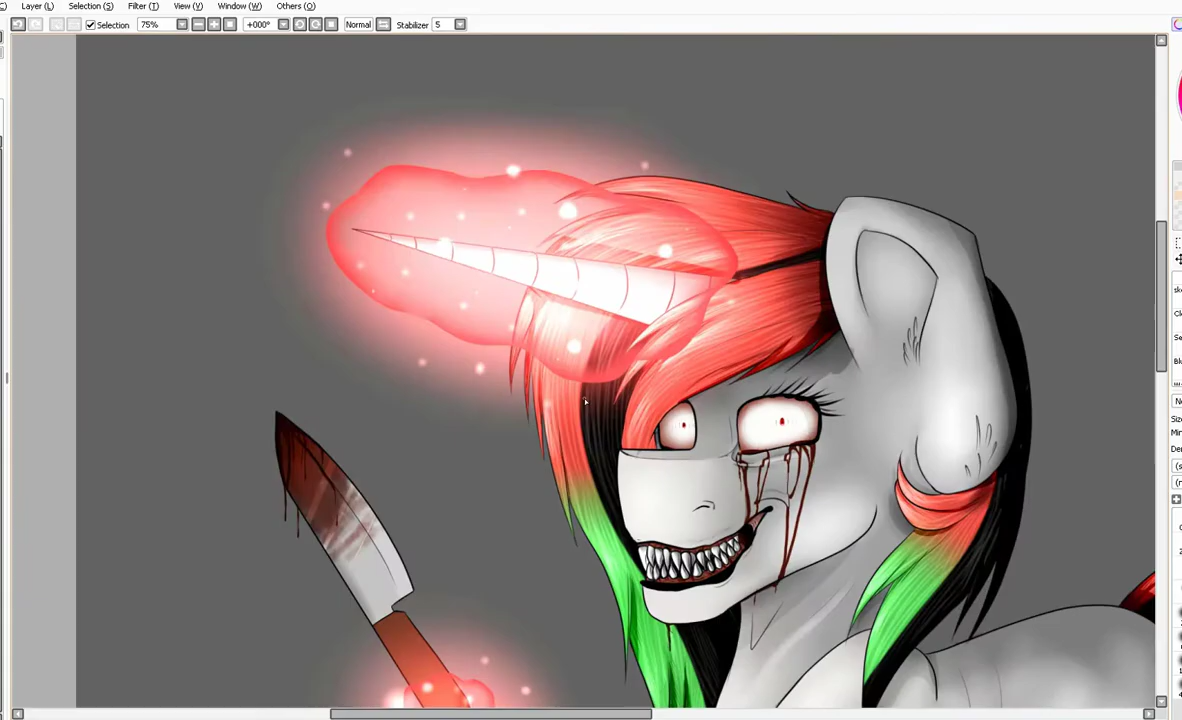 Layer (L) Selection (S) Filter (T) View (V) Window (W) Others (O)
Selection 75% +000° Normal Stabilizer 5